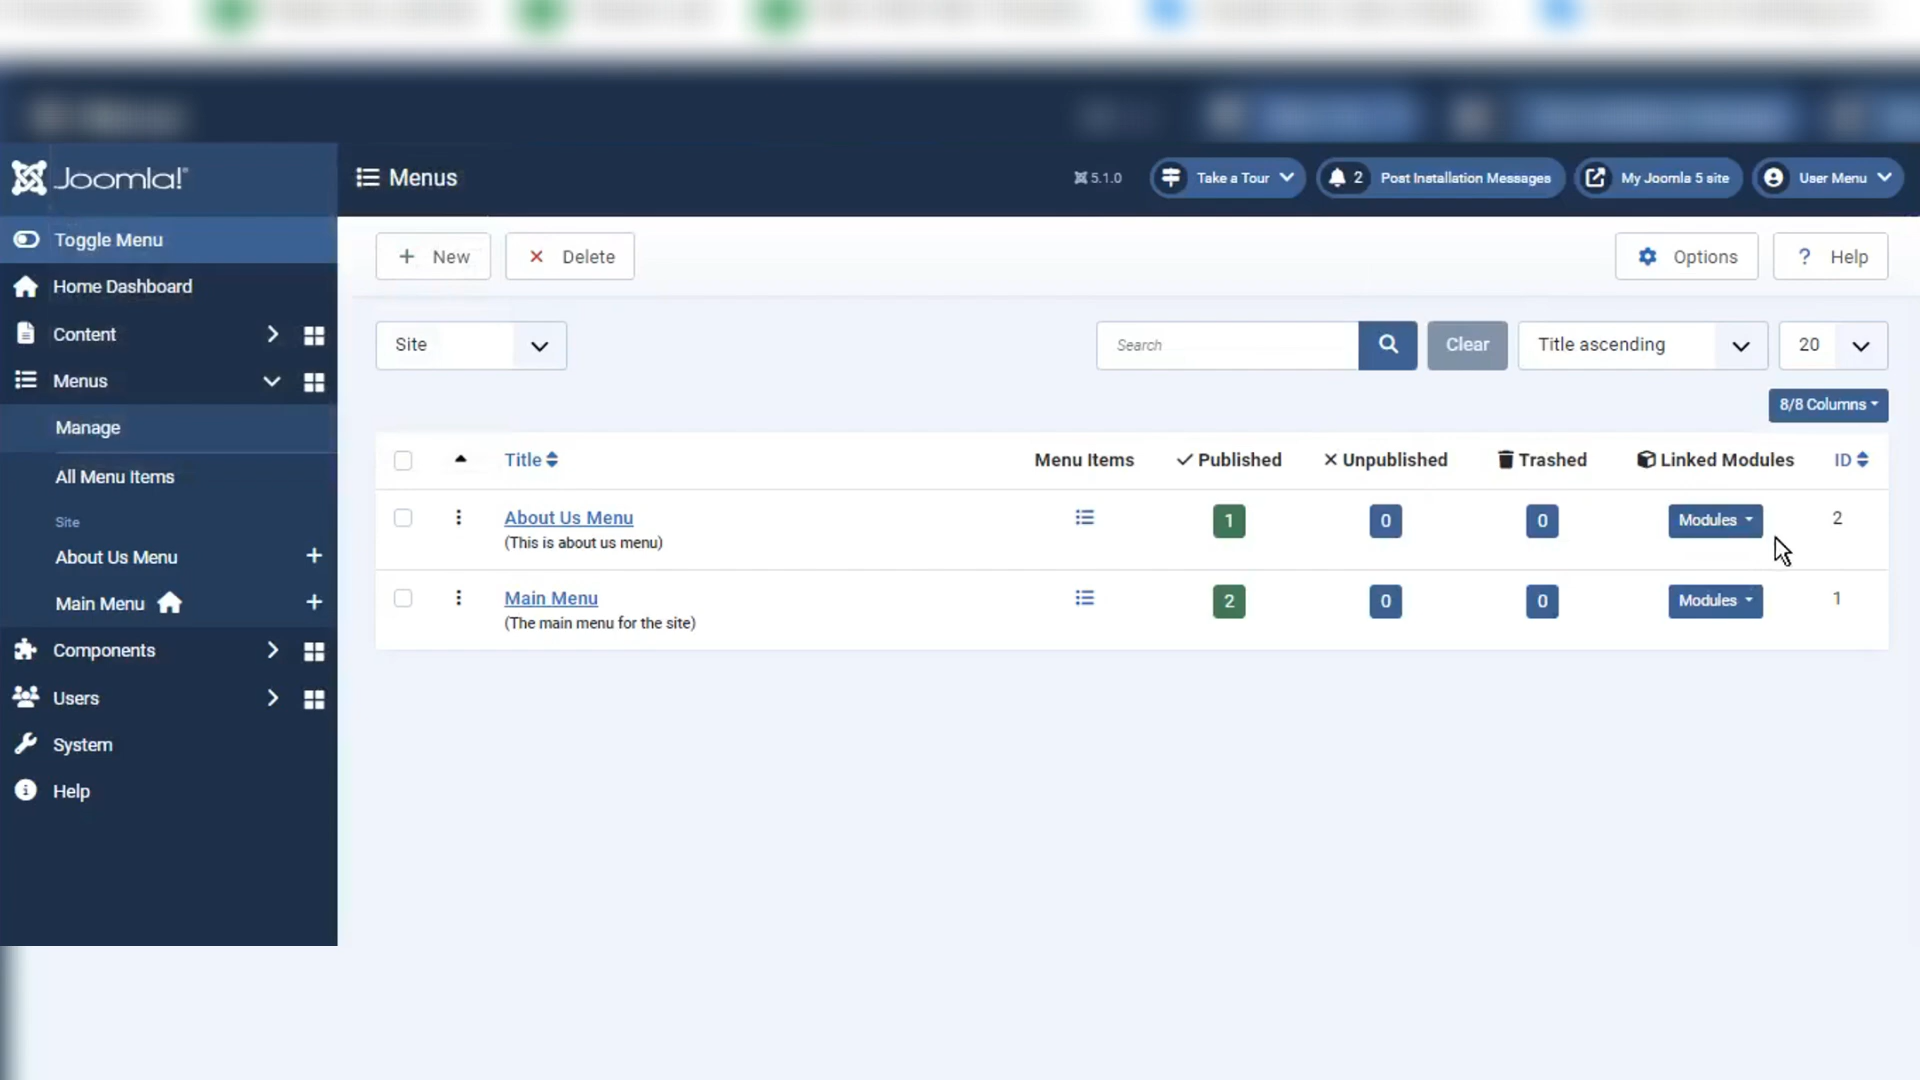 Joomla!
Menus
5.1.0
Take a Tour
2 Post Installation Messages
My Joomla 5 site
User Menu
Toggle Menu
Home Dashboard
Content
Menus
Manage
All Menu Items
Site
About Us Menu
Main Menu
Components
Users
System
Help
New
Delete
Options
? Help
Site
Search
Clear
Title ascending
20
8/8 Columns
Title
Menu Items
Published
Unpublished
Trashed
Linked Modules
ID
About Us Menu
(This is about us menu)
1
0
0
Modules
2
Main Menu
(The main menu for the site)
2
0
0
Modules
1